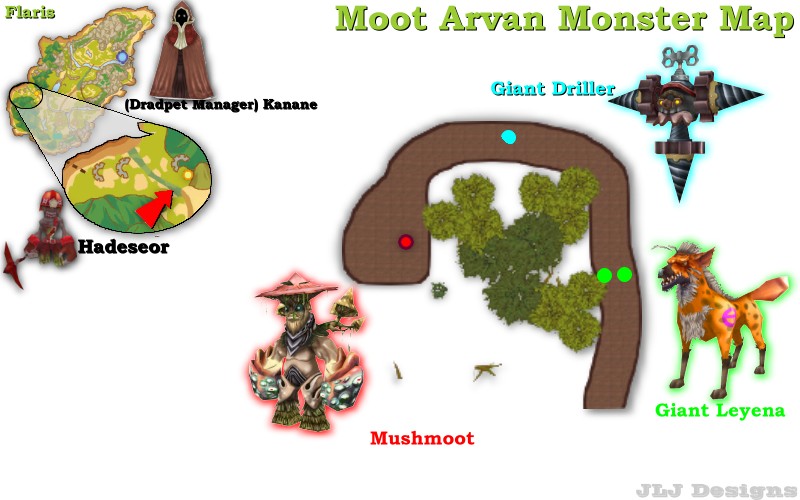 Flaris
Moot Arvan Monster Map
Giant Driller
(Dradpet Manager) Kanane
Hadeseor
Giant Leyena
Mushmoot
JLJ Designs